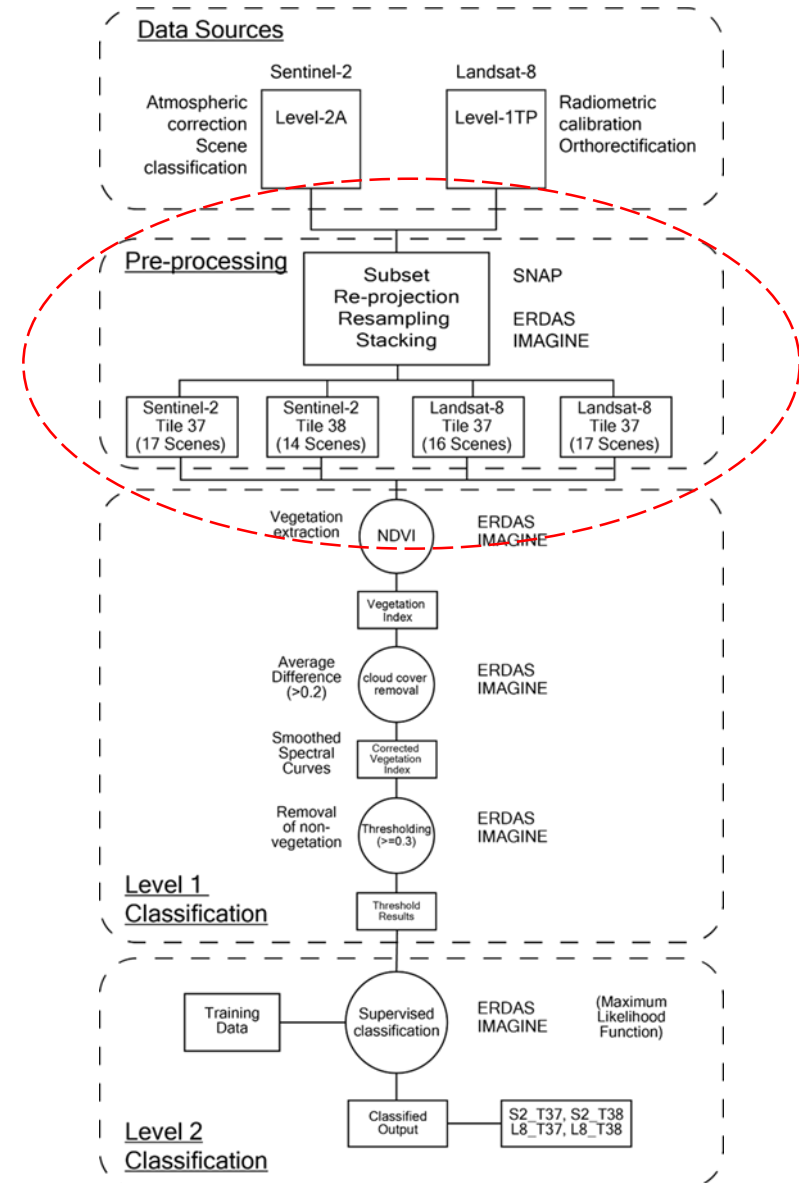 Data Sources
Sentinel-2
Landsat-8
Atmospheric
correction
Scene
classification
Level-2A
Level-1TP
Radiometric
calibration
Orthorectification
Pre-processing
Subset
Re-projection
Resampling
Stacking
SNAP
ERDAS
IMAGINE
Sentinel-2
Tile 37
(17 Scenes)
Sentinel-2
Tile 38
(14 Scenes)
Landsat-8
Tile 37
(16 Scenes)
Landsat-8
Tile 37
(17 Scenes)
Vegetation
extraction
NDVI
ERDAS
IMAGINE
Vegetation
Index
Average
Difference
(>0.2)
cloud cover
removal
ERDAS
IMAGINE
Smoothed
Spectral
Curves
Corrected
Vegetation
Index
Removal
of non-
vegetation
Thresholding
(>=0.3)
ERDAS
IMAGINE
Level 1
Classification
Threshold
Results
Training
Data
Supervised
classification
ERDAS
IMAGINE
(Maximum
Likelihood
Function)
Classified
Output
S2_T37, S2_T38
L8_T37, L8_T38
Level 2
Classification